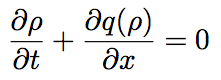 ∂ρ/∂t + ∂q(ρ)/∂x = 0